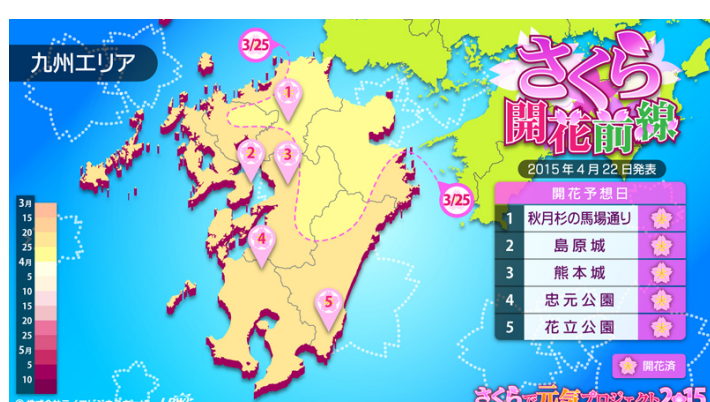 九州エリア
3/25
さくら
開花前線
2015年4月22日発表
開花予想日
1 秋月杉の馬場通り
2 島原城
3 熊本城
4 忠元公園
5 花立公園
開花済
1
2
3
3/25
4
5
3月
15
20
25
4月
5
10
15
20
25
5月
5
10
さくらで元気プロジェクト2015